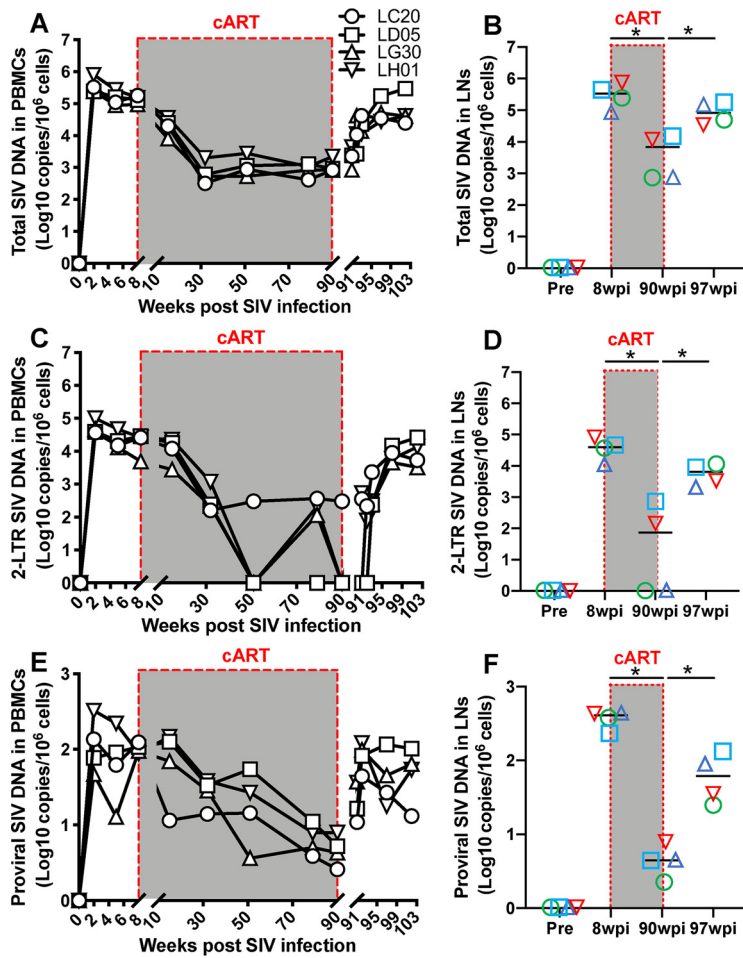 A
cART
LC20
LD05
LG30
LH01
Total SIV DNA in PBMCs
(Log10 copies/10⁶ cells)
7
6
5
4
3
2
1
0
0 2 4 6 8 10 30 50 70 90 91 95 99 103
Weeks post SIV infection
B
cART
* *
Total SIV DNA in LNs
(Log10 copies/10⁶ cells)
7
6
5
4
3
2
1
0
Pre 8wpi 90wpi 97wpi
C
cART
2-LTR SIV DNA in PBMCs
(Log10 copies/10⁶ cells)
7
6
5
4
3
2
1
0
0 2 4 6 8 10 30 50 70 90 91 95 99 103
Weeks post SIV infection
D
cART
* *
2-LTR SIV DNA in LNs
(Log10 copies/10⁶ cells)
7
6
5
4
3
2
1
0
Pre 8wpi 90wpi 97wpi
E
cART
Proviral SIV DNA in PBMCs
(Log10 copies/10⁶ cells)
3
2
1
0
0 2 4 6 8 10 30 50 70 90 91 95 99 103
Weeks post SIV infection
F
cART
* *
Proviral SIV DNA in LNs
(Log10 copies/10⁶ cells)
3
2
1
0
Pre 8wpi 90wpi 97wpi